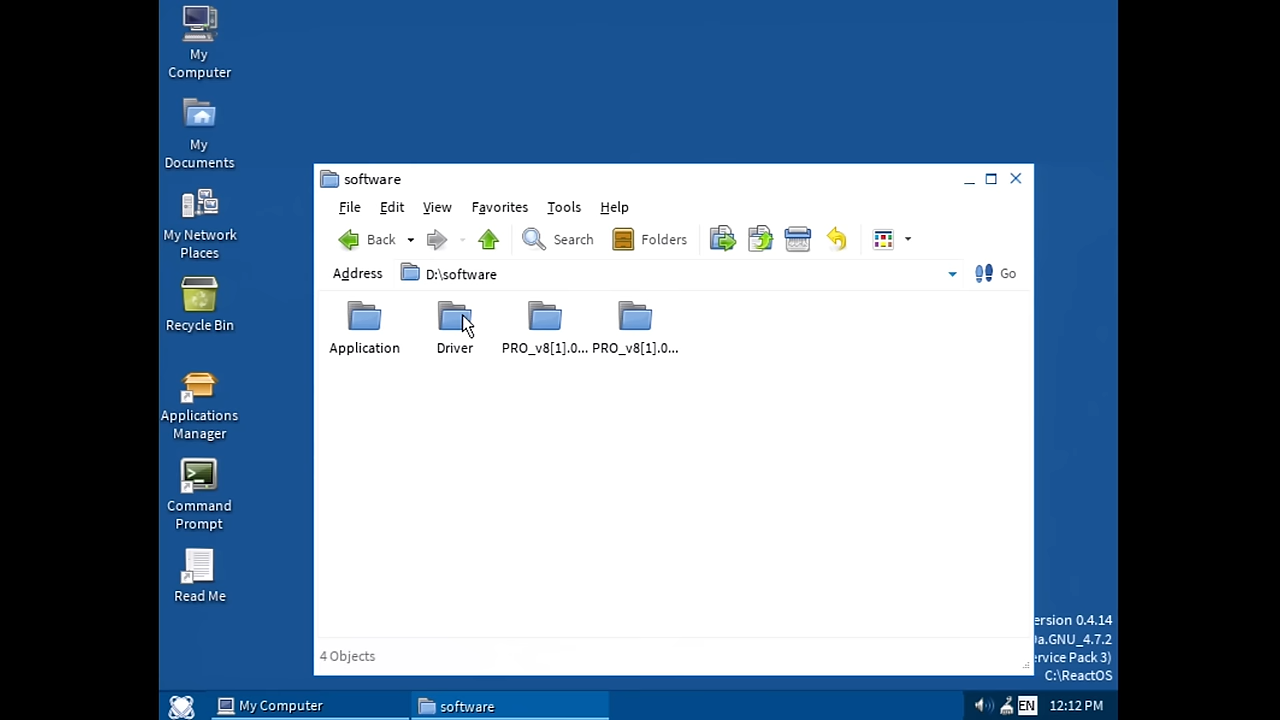 My
Computer
My
Documents
My Network
Places
Recycle Bin
Applications
Manager
Command
Prompt
Read Me
software
File Edit View Favorites Tools Help
Back Search Folders
Address D:\software Go
Application Driver PRO_v8[1].0... PRO_v8[1].0...
4 Objects
ersion 0.4.14
a.GNU_4.7.2
ervice Pack 3)
C:\ReactOS
My Computer software EN 12:12 PM